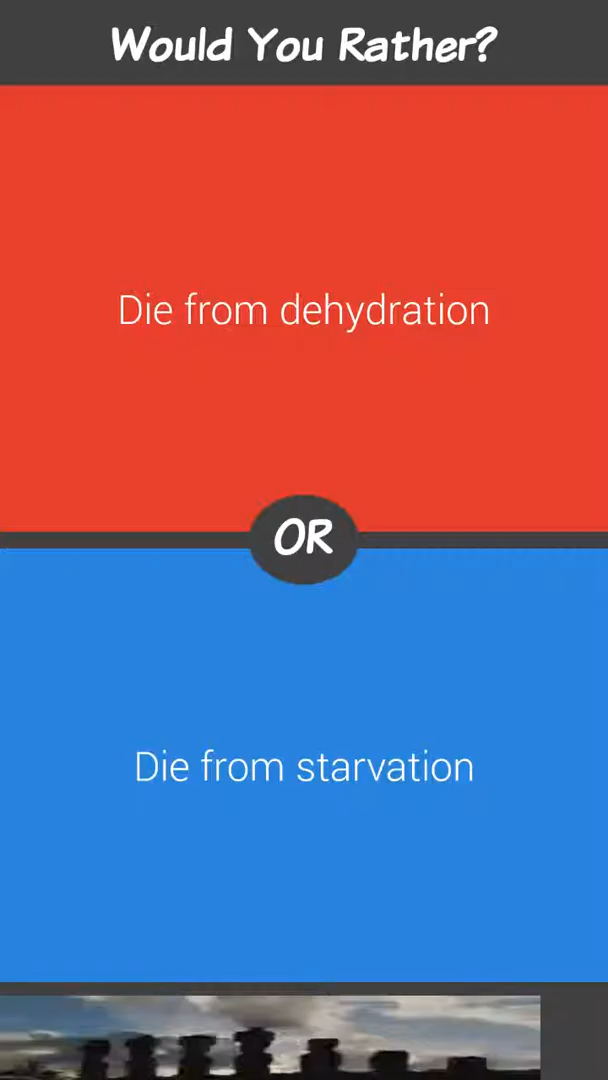 Would You Rather?
Die from dehydration
OR
Die from starvation